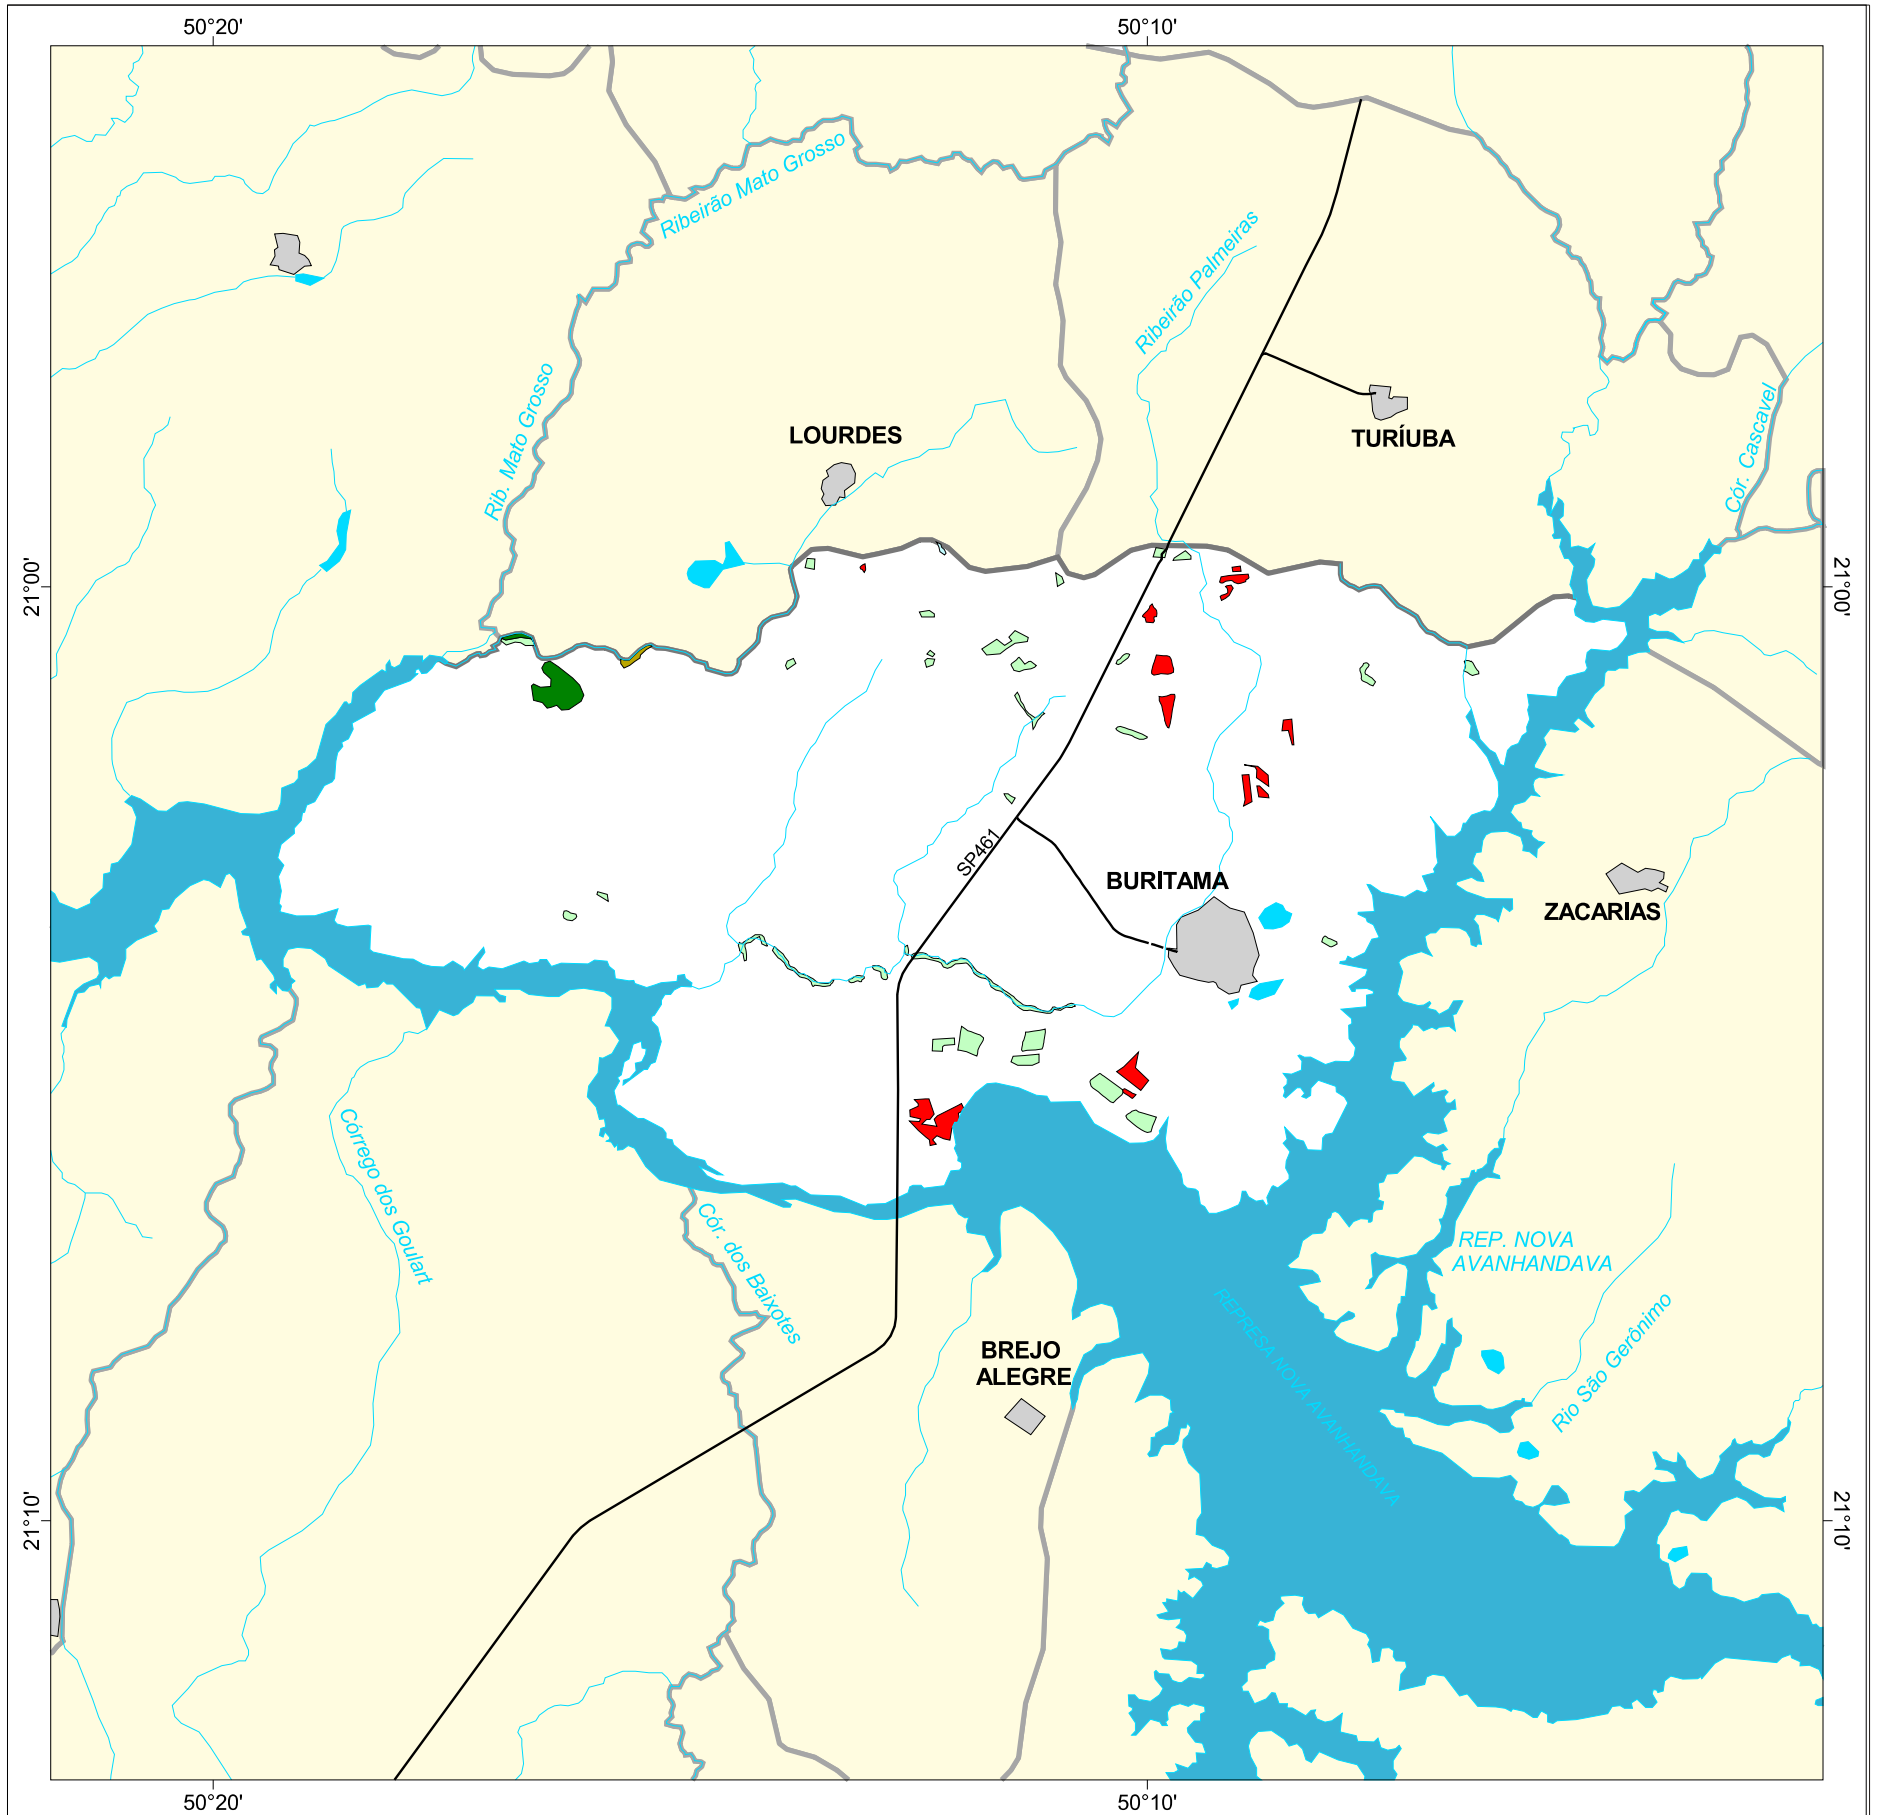 50°20'
50°10'
Ribeirão Mato Grosso
Ribeirão Palmeiras
Rib. Mato Grosso
Cór. Cascavel
LOURDES
TURÍUBA
21°00'
21°00'
SP461
BURITAMA
ZACARIAS
Córrego dos Goulart
Cór. dos Baixotes
REP. NOVA
AVANHANDAVA
REPRESA NOVA AVANHANDAVA
Rio São Gerônimo
BREJO
ALEGRE
21°10'
21°10'
50°20'
50°10'